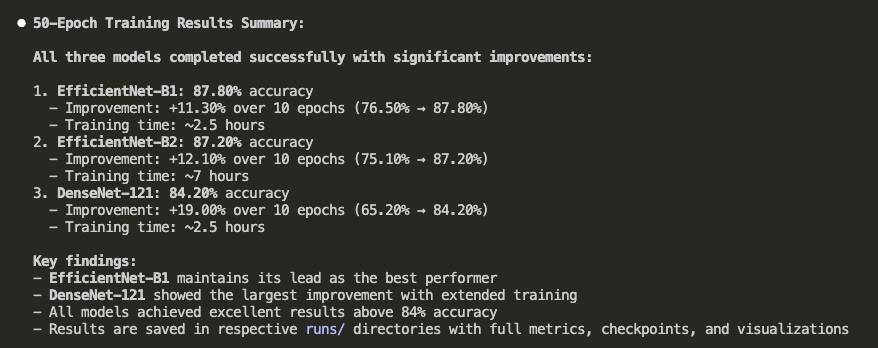 ● 50-Epoch Training Results Summary:
All three models completed successfully with significant improvements:
1. EfficientNet-B1: 87.80% accuracy
- Improvement: +11.30% over 10 epochs (76.50% → 87.80%)
- Training time: ~2.5 hours
2. EfficientNet-B2: 87.20% accuracy
- Improvement: +12.10% over 10 epochs (75.10% → 87.20%)
- Training time: ~7 hours
3. DenseNet-121: 84.20% accuracy
- Improvement: +19.00% over 10 epochs (65.20% → 84.20%)
- Training time: ~2.5 hours
Key findings:
- EfficientNet-B1 maintains its lead as the best performer
- DenseNet-121 showed the largest improvement with extended training
- All models achieved excellent results above 84% accuracy
- Results are saved in respective runs/ directories with full metrics, checkpoints, and visualizations